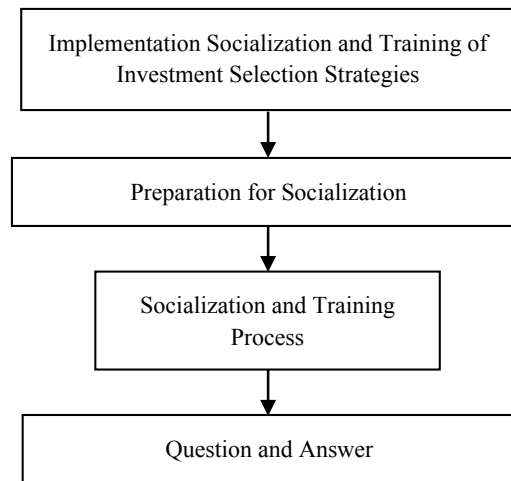 Implementation Socialization and Training of
Investment Selection Strategies
Preparation for Socialization
Socialization and Training
Process
Question and Answer